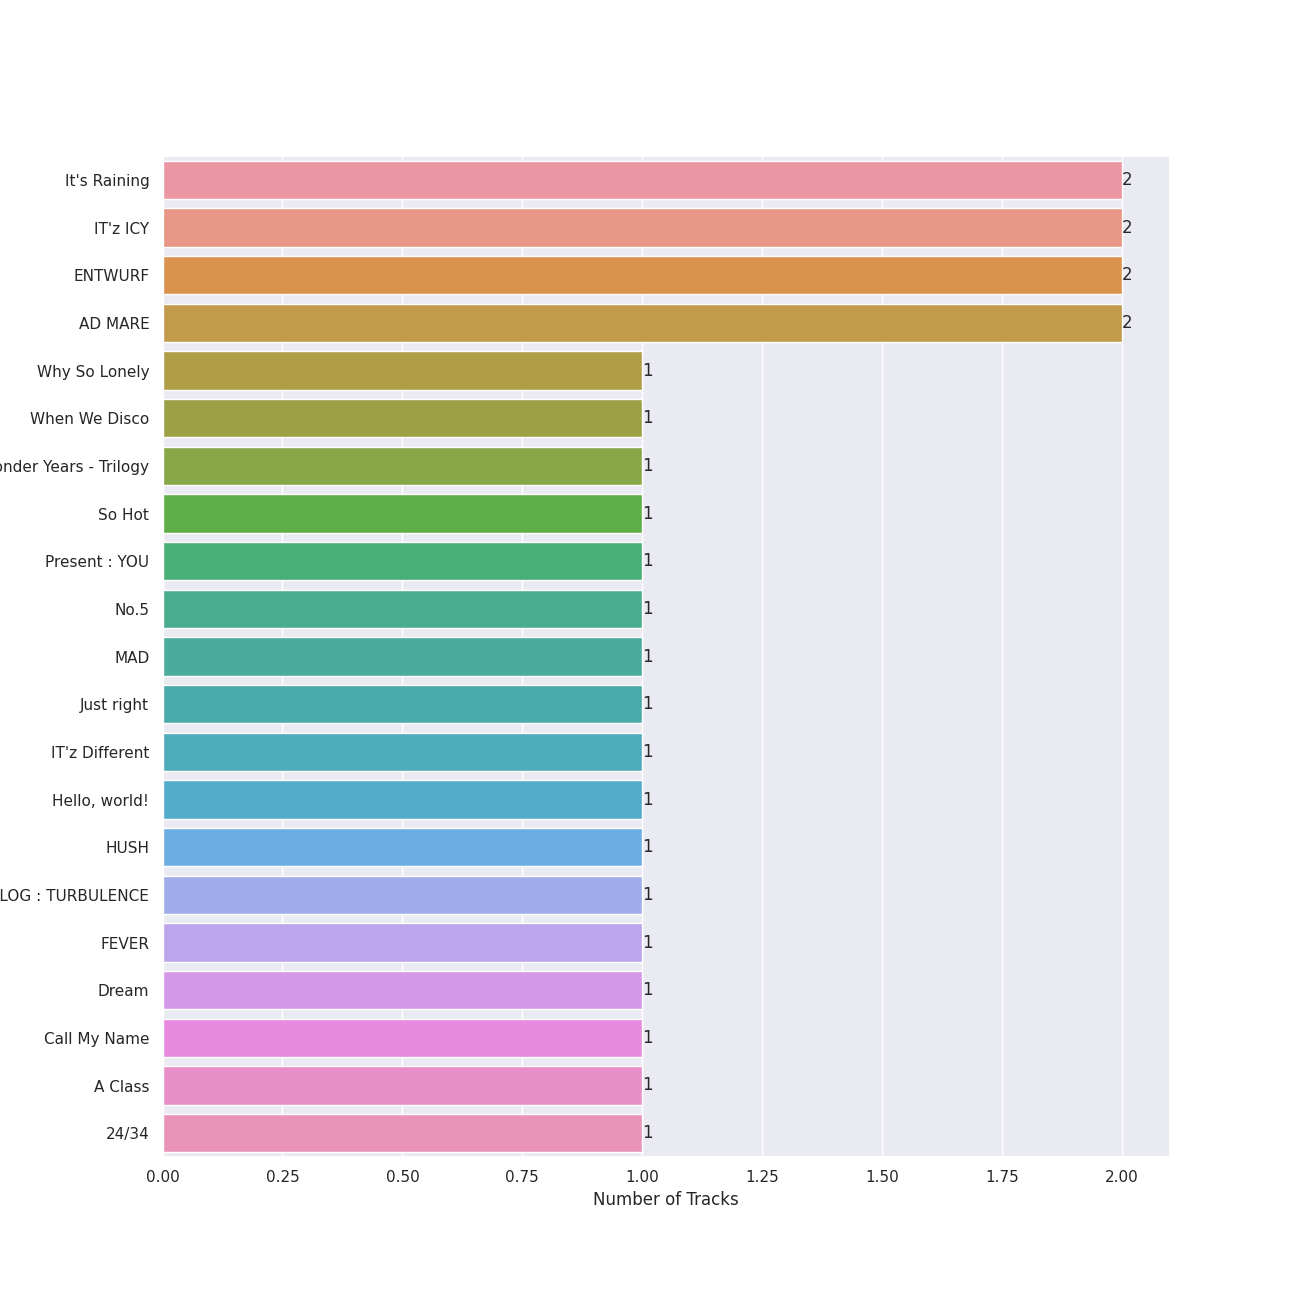 It's Raining 2
IT'z ICY 2
ENTWURF 2
AD MARE 2
Why So Lonely 1
When We Disco 1
onder Years - Trilogy 1
So Hot 1
Present : YOU 1
No.5 1
MAD 1
Just right 1
IT'z Different 1
Hello, world! 1
HUSH 1
LOG : TURBULENCE 1
FEVER 1
Dream 1
Call My Name 1
A Class 1
24/34 1
0.00 0.25 0.50 0.75 1.00 1.25 1.50 1.75 2.00
Number of Tracks